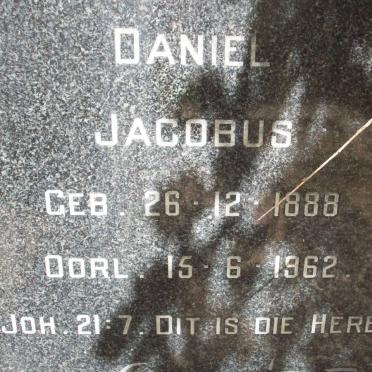 DANIEL
JACOBUS
GEB. 26-12-1888
OORL. 15-6-1962.
JOH. 21:7. DIT IS DIE HERE